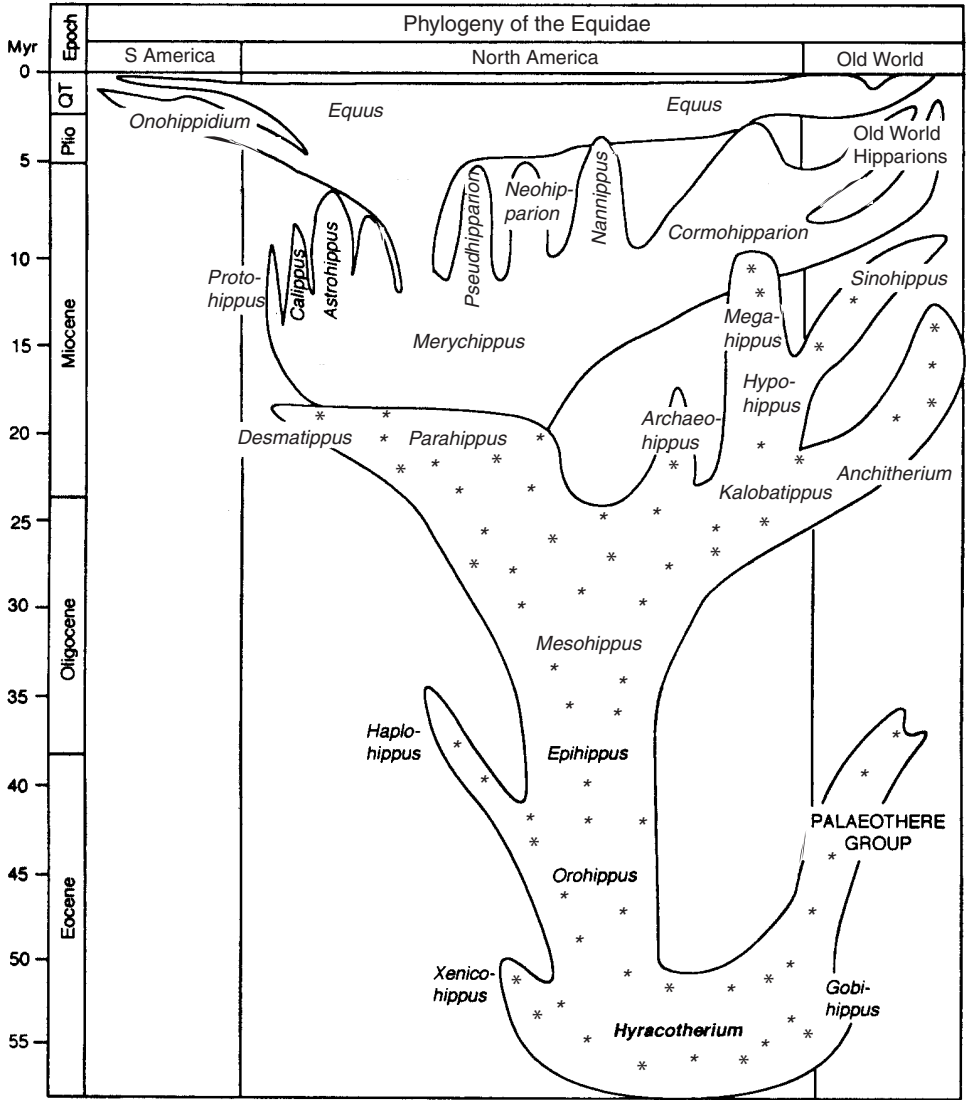 Phylogeny of the Equidae
Myr
Epoch
S America
North America
Old World
0
QT
Equus
Equus
Onohippidium
Plio
Old World
Hipparions
5
Pseudhipparion
Neohip-
parion
Nannippus
Cormohipparion
10
Proto-
hippus
Calippus
Astrohippus
Sinohippus
Mega-
hippus
Miocene
15
Merychippus
Hypo-
hippus
Archaeo-
hippus
20
Desmatippus
Parahippus
Anchitherium
Kalobatippus
25
30
Oligocene
Mesohippus
35
Haplo-
hippus
Epihippus
40
PALAEOTHERE
GROUP
45
Orohippus
Eocene
50
Xenico-
hippus
Gobi-
hippus
Hyracotherium
55